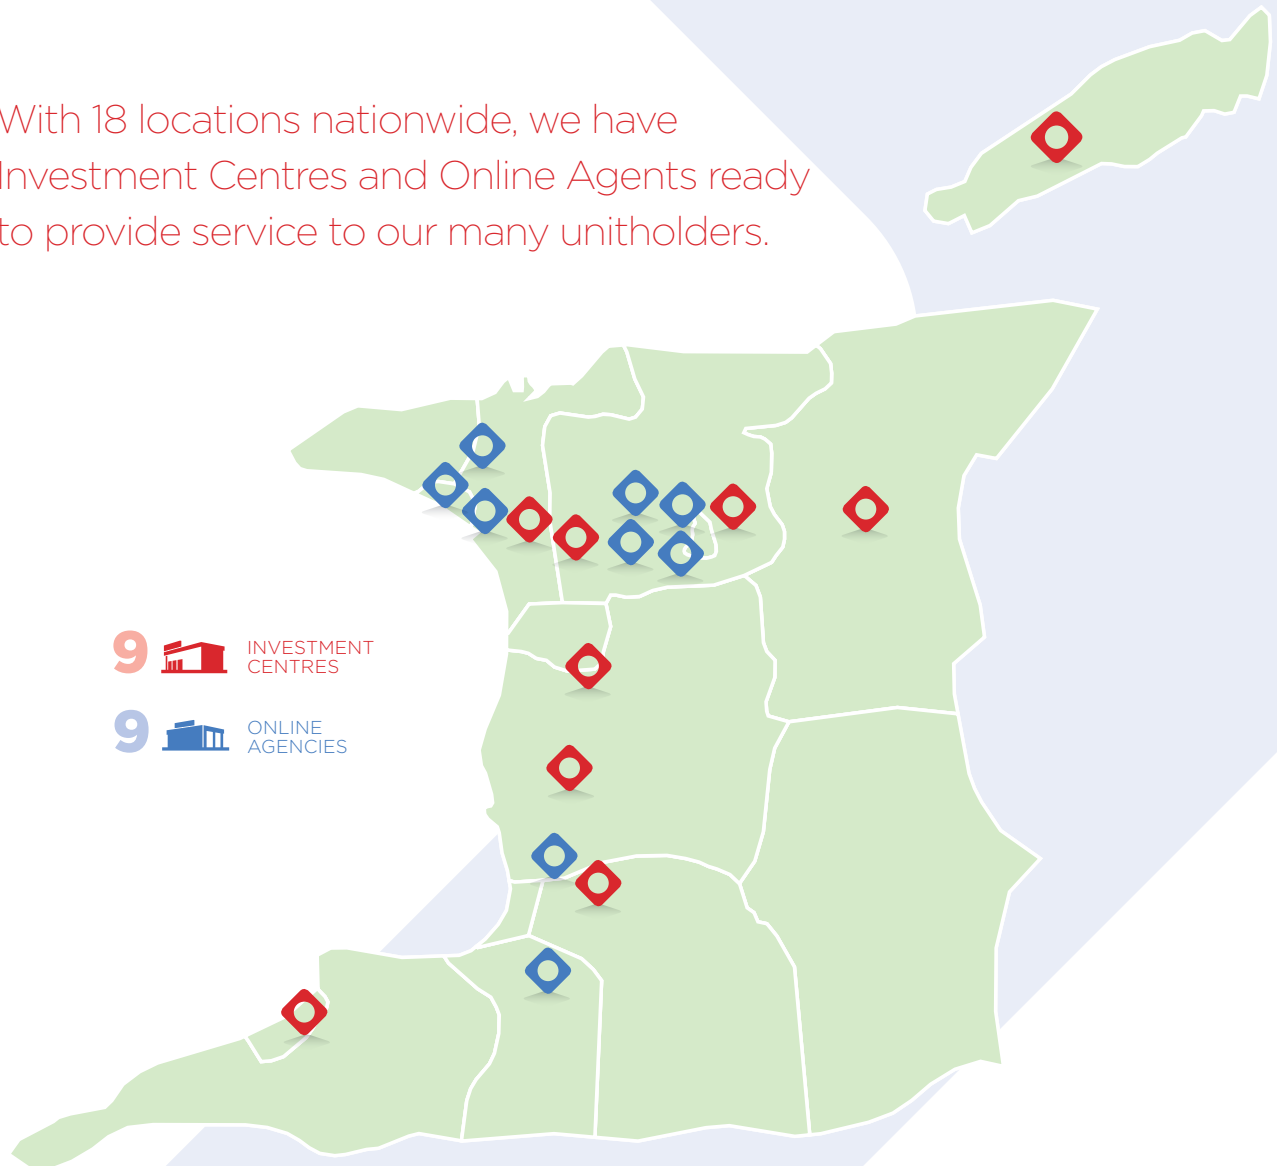 With 18 locations nationwide, we have
Investment Centres and Online Agents ready
to provide service to our many unitholders.
9 INVESTMENT
CENTRES
9 ONLINE
AGENCIES